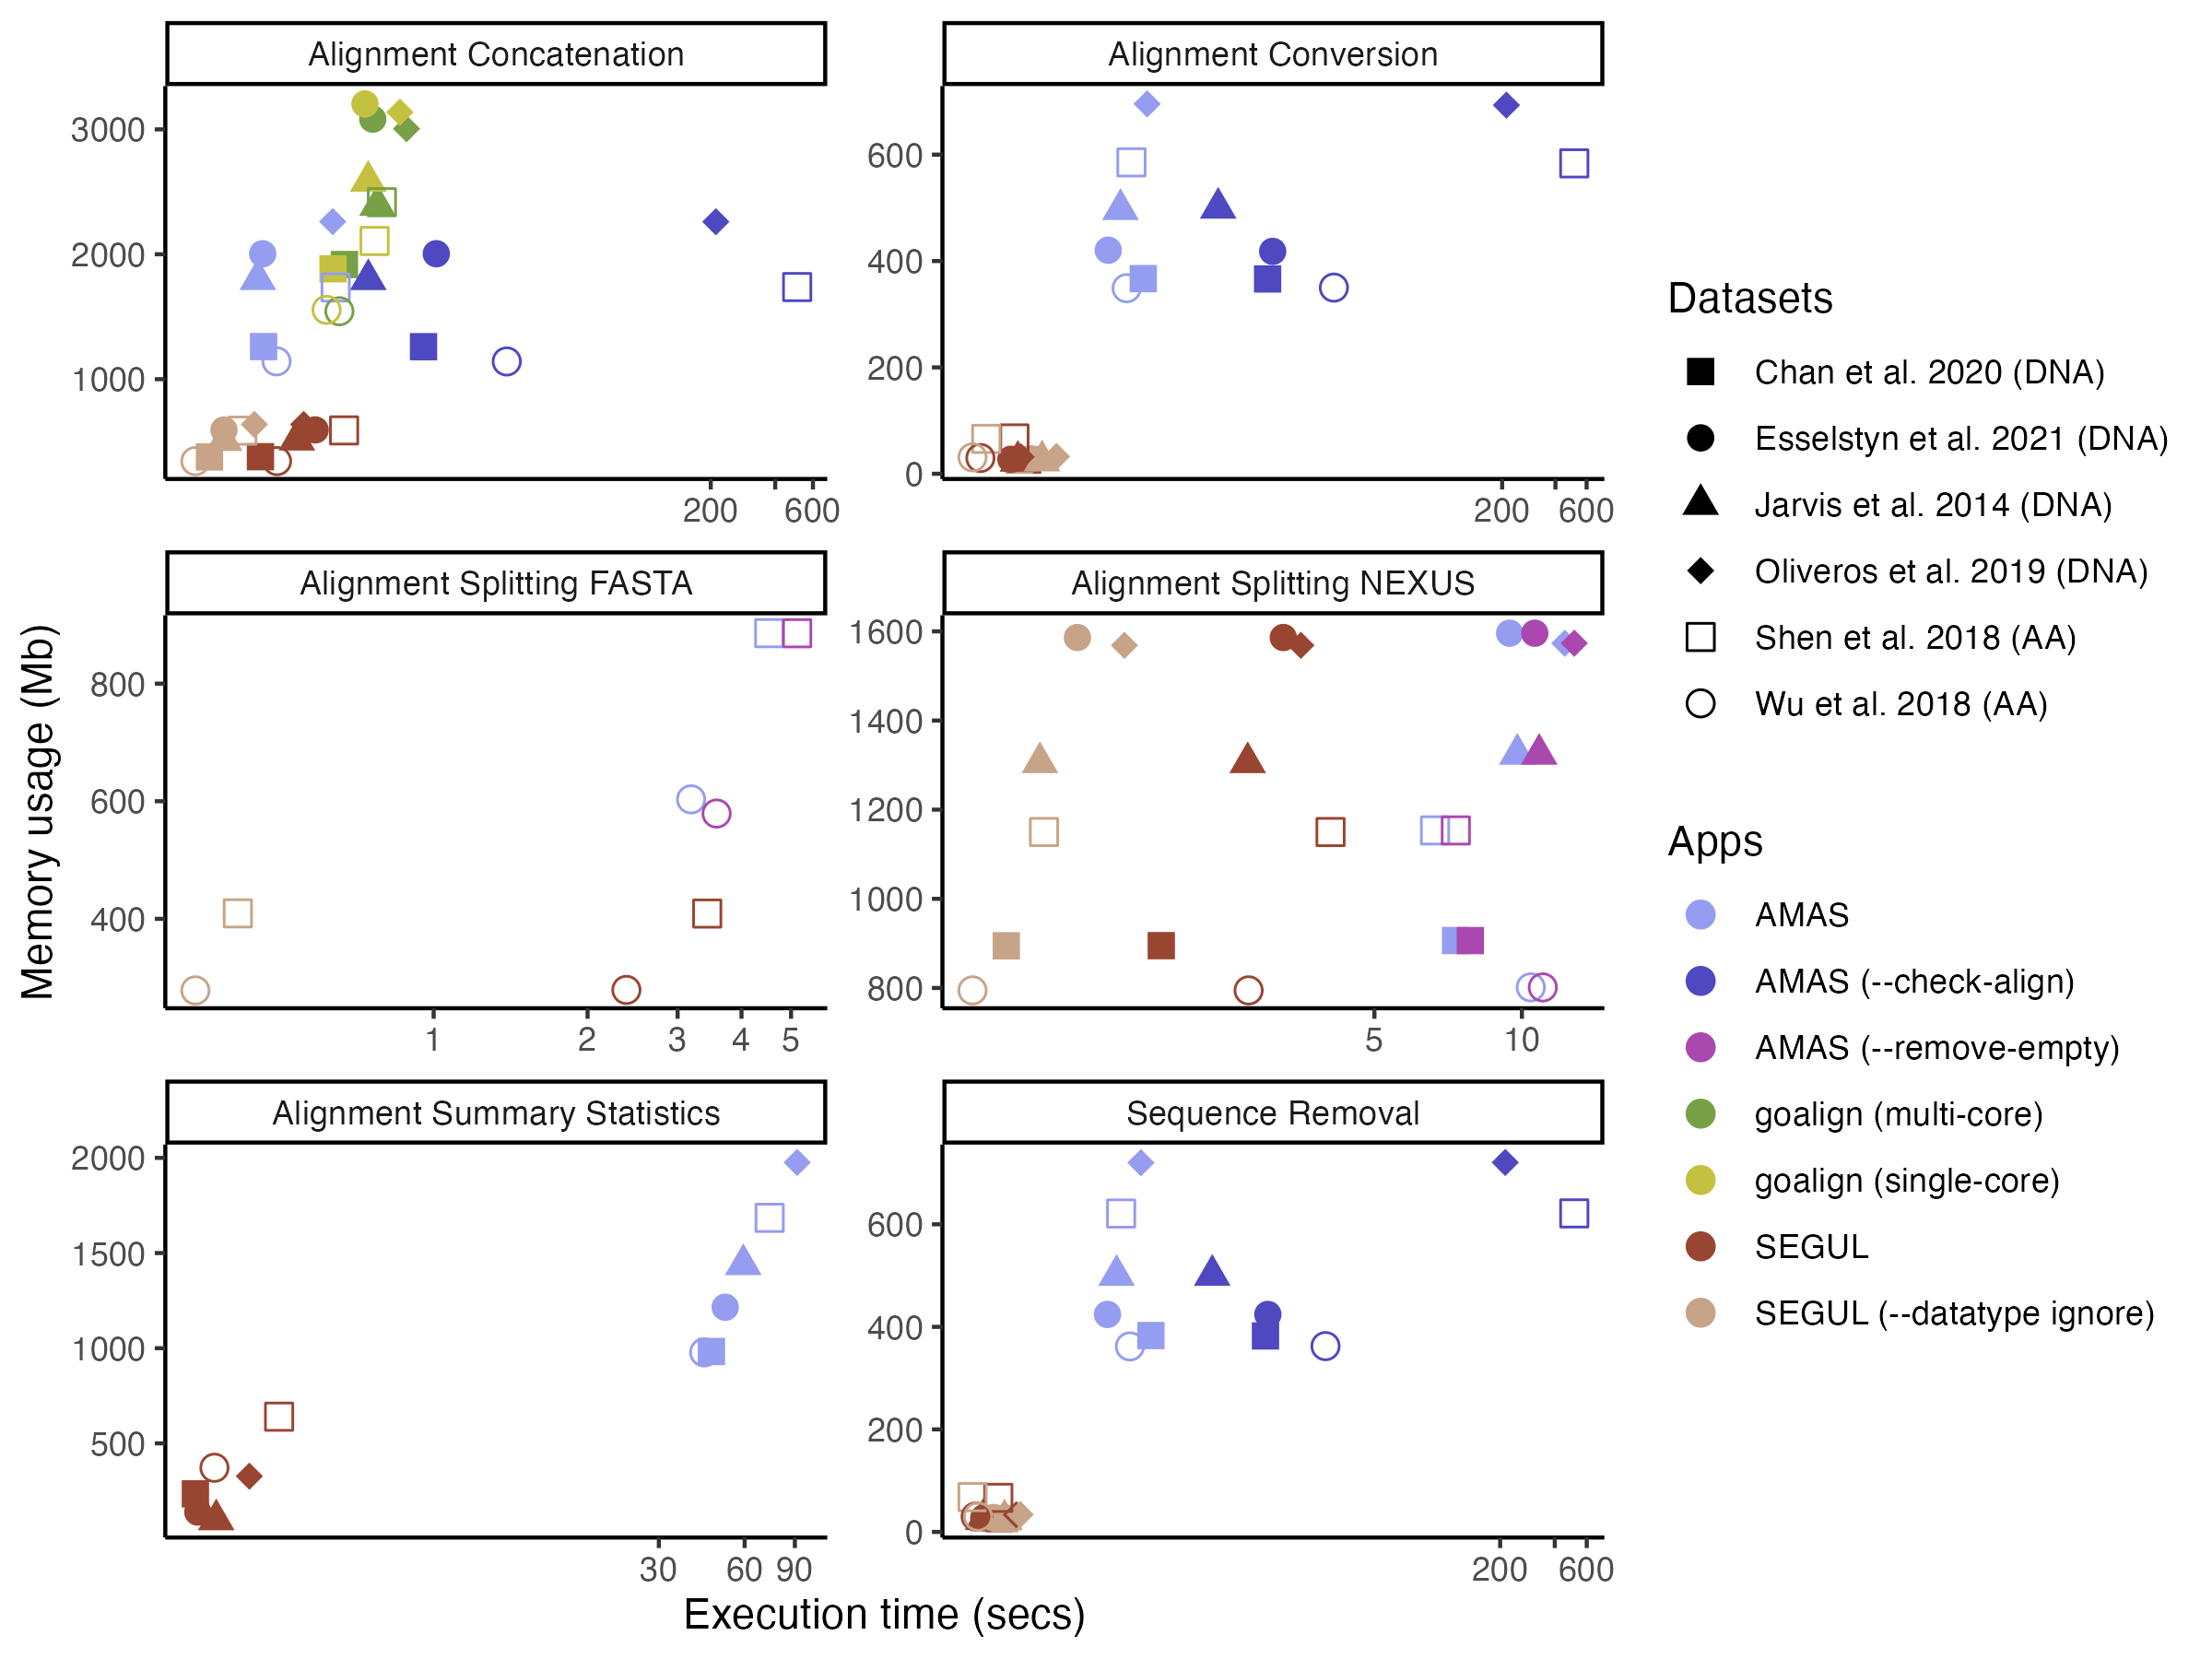 Alignment Concatenation
Alignment Conversion
3000
2000
1000
200 600
600
400
200
0
200 600
Alignment Splitting FASTA
Alignment Splitting NEXUS
800
600
400
1 2 3 4 5
1600
1400
1200
1000
800
5 10
Alignment Summary Statistics
Sequence Removal
2000
1500
1000
500
30 60 90
600
400
200
0
200 600
Memory usage (Mb)
Execution time (secs)
Datasets
Chan et al. 2020 (DNA)
Esselstyn et al. 2021 (DNA)
Jarvis et al. 2014 (DNA)
Oliveros et al. 2019 (DNA)
Shen et al. 2018 (AA)
Wu et al. 2018 (AA)
Apps
AMAS
AMAS (--check-align)
AMAS (--remove-empty)
goalign (multi-core)
goalign (single-core)
SEGUL
SEGUL (--datatype ignore)